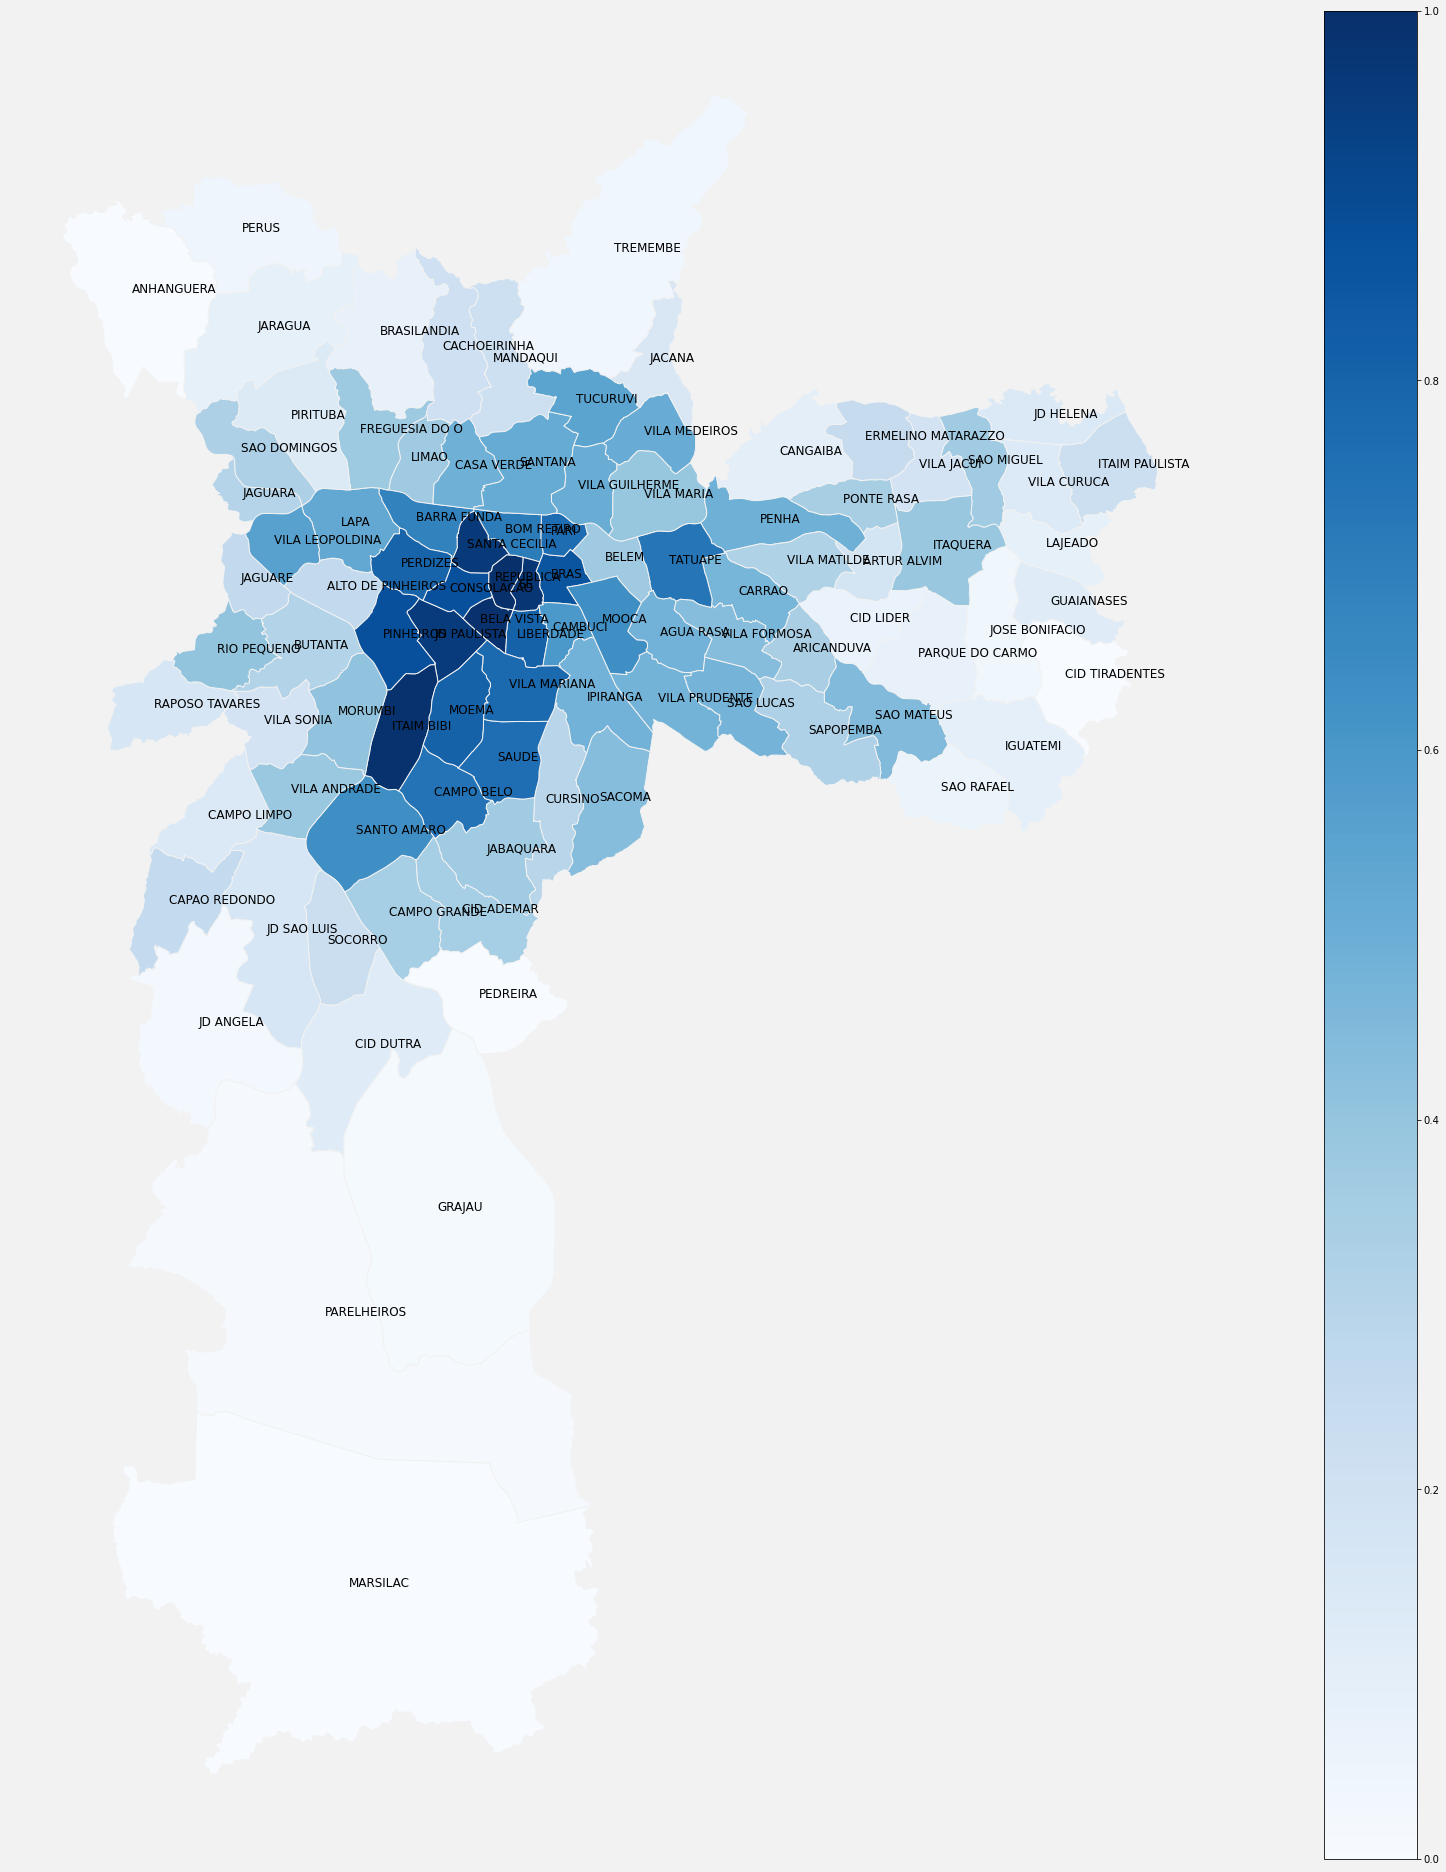 1.0
PERUS
TREMEMBE
ANHANGUERA
JARAGUA
BRASILANDIA
CACHOEIRINHA
MANDAQUI
JACANA
0.8
TUCURUVI
PIRITUBA
JD HELENA
FREGUESIA DO O
VILA MEDEIROS
ERMELINO MATARAZZO
SAO DOMINGOS
CANGAIBA
LIMAO
SANTANA
CASA VERDE
VILA JACUI
SAO MIGUEL
ITAIM PAULISTA
VILA GUILHERME
VILA CURUCA
JAGUARA
VILA MARIA
PONTE RASA
BARRA FUNDA
LAPA
PENHA
BOM RETIRO
PARI
VILA LEOPOLDINA
SANTA CECILIA
ITAQUERA
LAJEADO
BELEM
PERDIZES
TATUAPE
VILA MATILDE
ARTUR ALVIM
JAGUARE
REPUBLICA
BRAS
ALTO DE PINHEIROS
CONSOLACAO
SE
CARRAO
GUAIANASES
BELA VISTA
MOOCA
CID LIDER
CAMBUCI
JOSE BONIFACIO
PINHEIROS
JD PAULISTA
LIBERDADE
AGUA RASA
VILA FORMOSA
BUTANTA
RIO PEQUENO
ARICANDUVA
PARQUE DO CARMO
CID TIRADENTES
VILA MARIANA
IPIRANGA
VILA PRUDENTE
SAO LUCAS
RAPOSO TAVARES
MORUMBI
MOEMA
VILA SONIA
ITAIM BIBI
SAPOPEMBA
SAO MATEUS
IGUATEMI
0.6
SAUDE
VILA ANDRADE
CAMPO BELO
CURSINO
SACOMA
SAO RAFAEL
CAMPO LIMPO
SANTO AMARO
JABAQUARA
CAPAO REDONDO
CAMPO GRANDE
CID ADEMAR
JD SAO LUIS
SOCORRO
PEDREIRA
JD ANGELA
CID DUTRA
0.4
GRAJAU
PARELHEIROS
0.2
MARSILAC
0.0